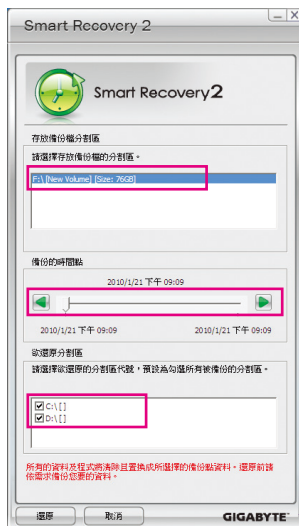 Smart Recovery 2
Smart Recovery2
存放備份檔分割區
請選擇存放備份檔的分割區。
F:\ [New Volume] [Size: 76GB]
備份的時間點
2010/1/21 下午 09:09
2010/1/21 下午 09:09
2010/1/21 下午 09:09
欲還原分割區
請選擇欲還原的分割區代號，預設為勾選所有被備份的分割區。
C:\ [ ]
D:\ [ ]
所有的資料及程式將清除且置換成所選擇的備份點資料。還原前請
依需求備份您要的資料。
還原
取消
GIGABYTE™